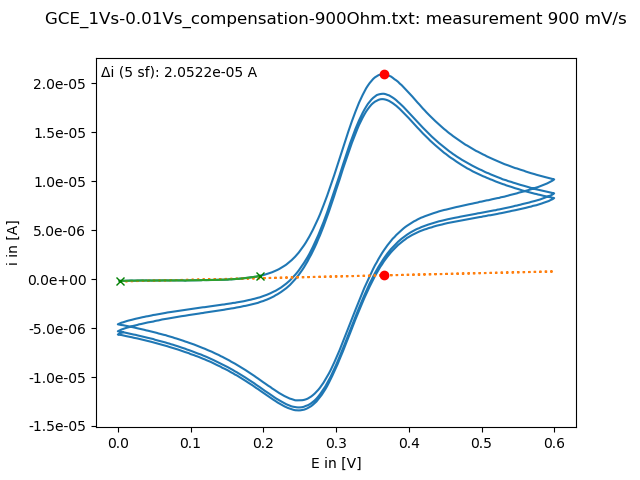 GCE_1Vs-0.01Vs_compensation-900Ohm.txt: measurement 900 mV/s
Δi (5 sf): 2.0522e-05 A
2.0e-05
1.5e-05
1.0e-05
5.0e-06
0.0e+00
-5.0e-06
-1.0e-05
-1.5e-05
i in [A]
0.0 0.1 0.2 0.3 0.4 0.5 0.6
E in [V]